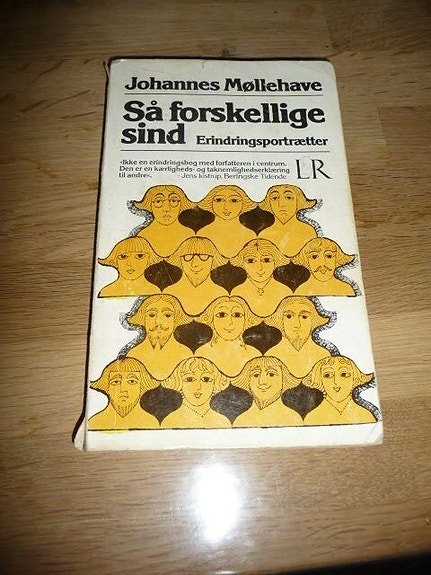 Johannes Møllehave
Så forskellige
sind Erindringsportrætter
»Ikke en erindringsbog med forfatteren i centrum.
Den er en kærligheds- og taknemlighedserklæring
til andre«. - Jens Kistrup, Berlingske Tidende
LR